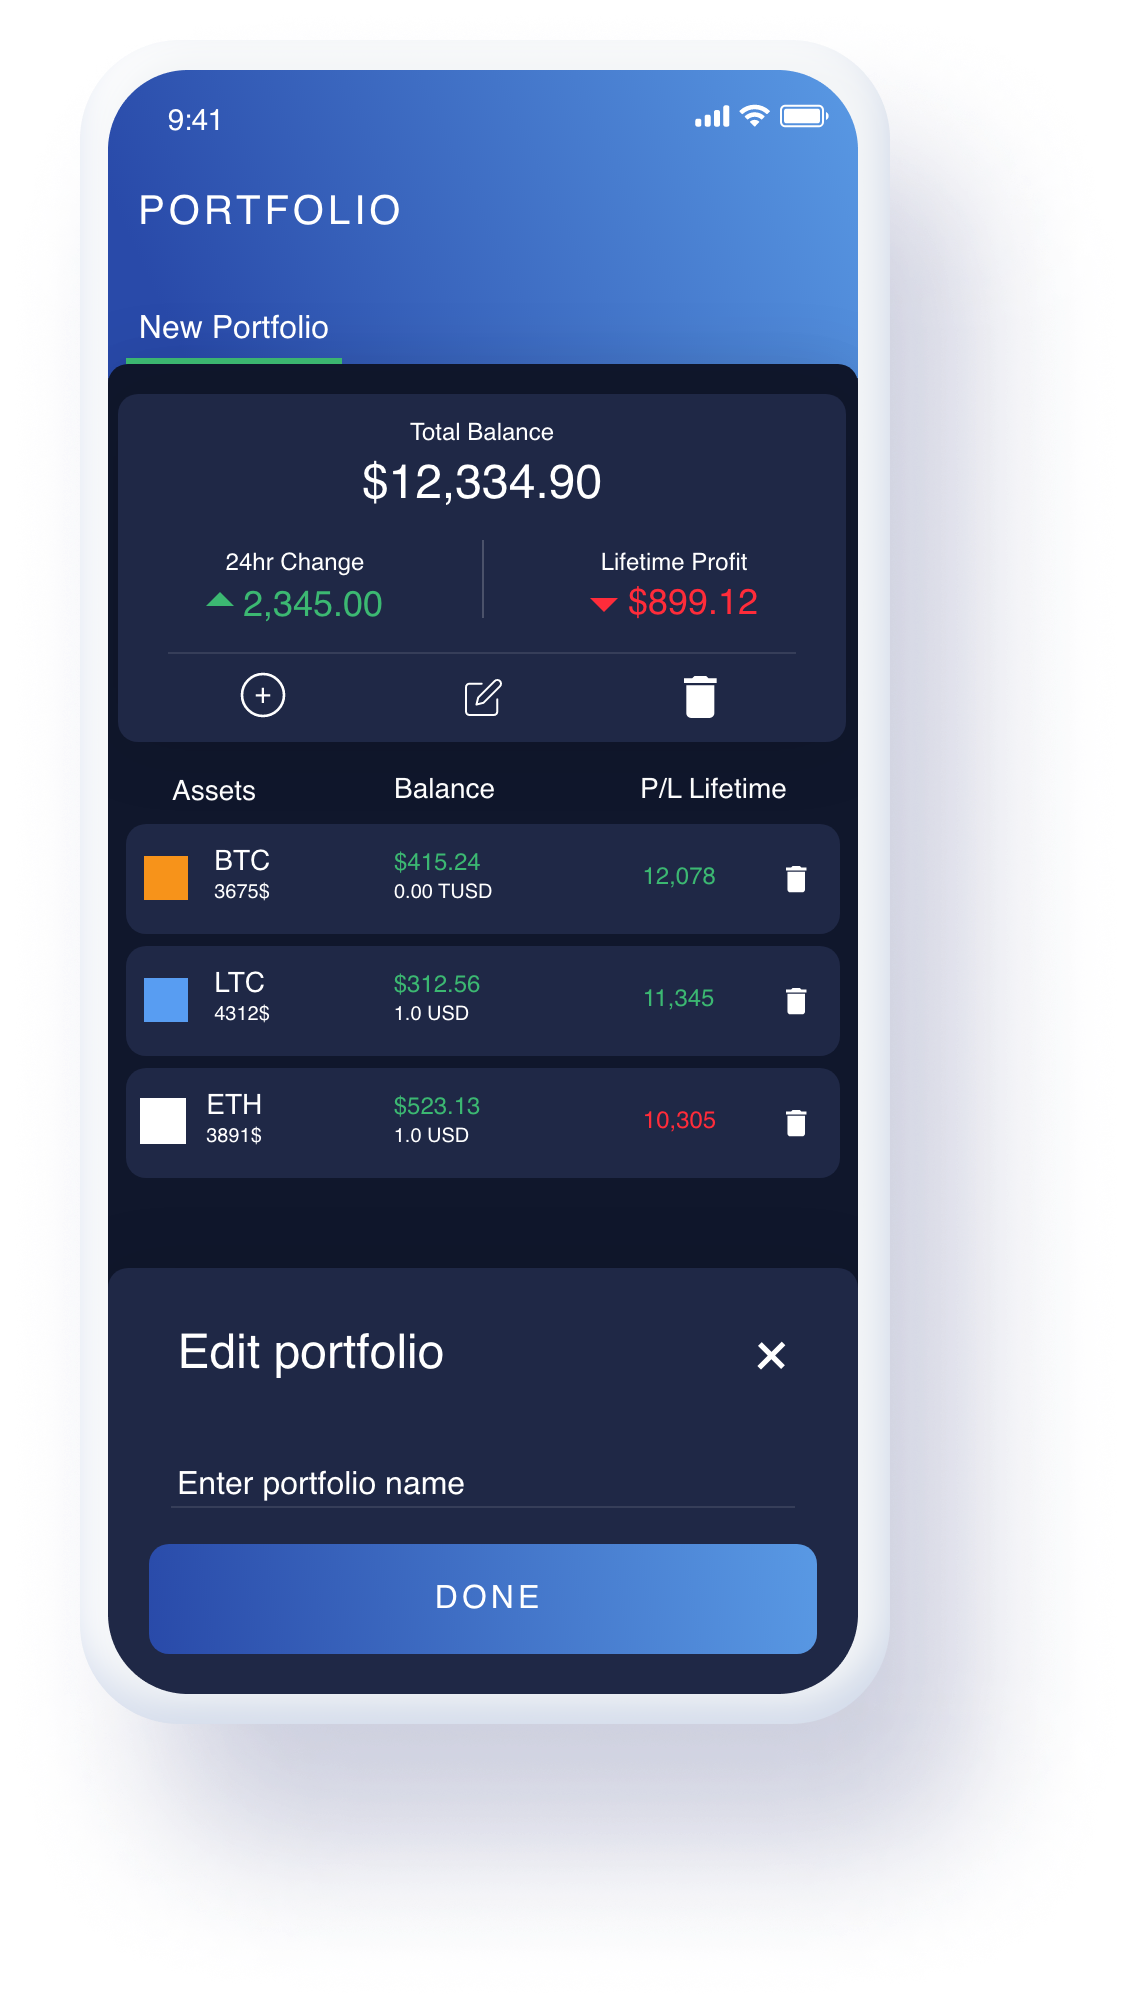 9:41
PORTFOLIO
New Portfolio
Total Balance
$12,334.90
24hr Change
Lifetime Profit
2,345.00
$899.12
Assets
Balance
P/L Lifetime
BTC
3675$
$415.24
0.00 TUSD
12,078
LTC
4312$
$312.56
1.0 USD
11,345
ETH
3891$
$523.13
1.0 USD
10,305
Edit portfolio
Enter portfolio name
DONE